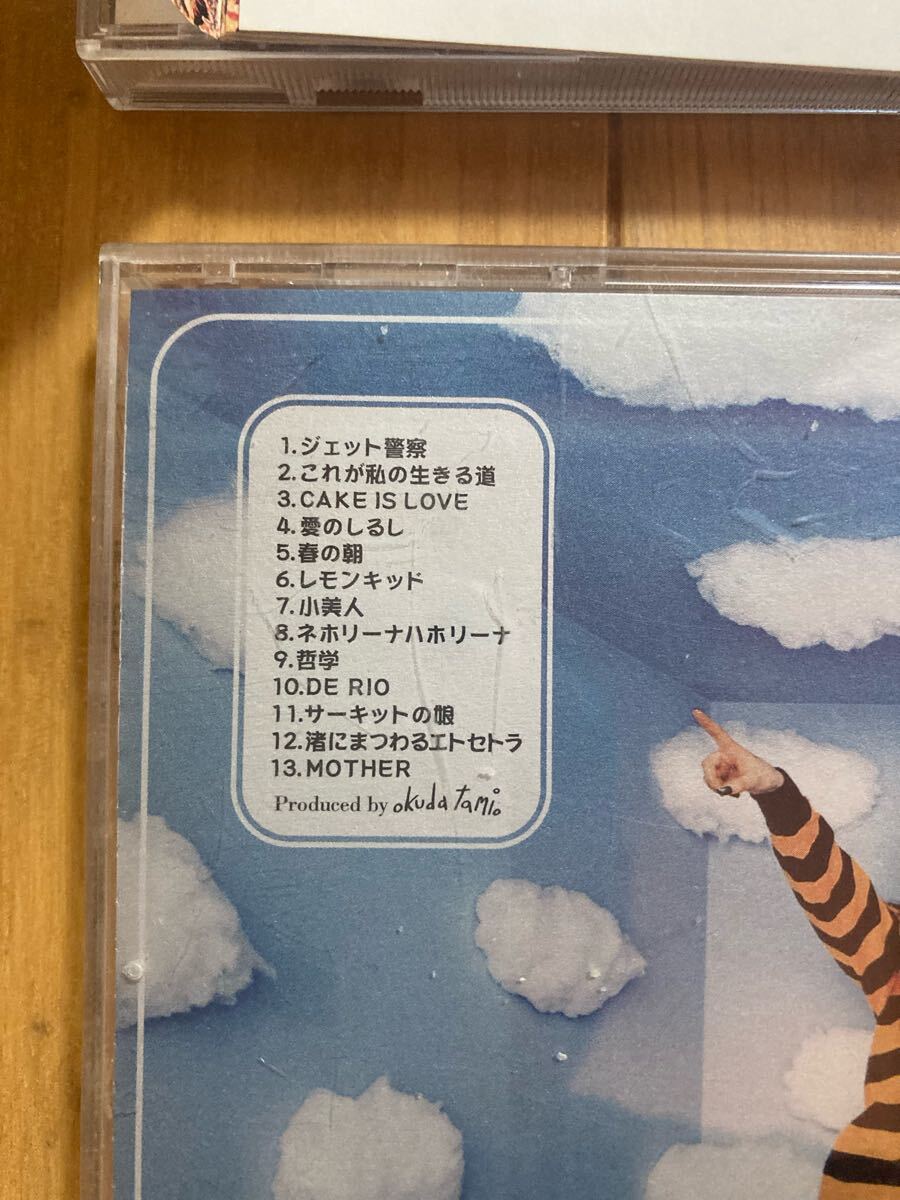 1.ジェット警察
2.これが私の生きる道
3.CAKE IS LOVE
4.愛のしるし
5.春の朝
6.レモンキッド
7.小美人
8.ネホリーナハホリーナ
9.哲学
10.DE RIO
11.サーキットの娘
12.渚にまつわるエトセトラ
13.MOTHER
Produced by okuda tamio